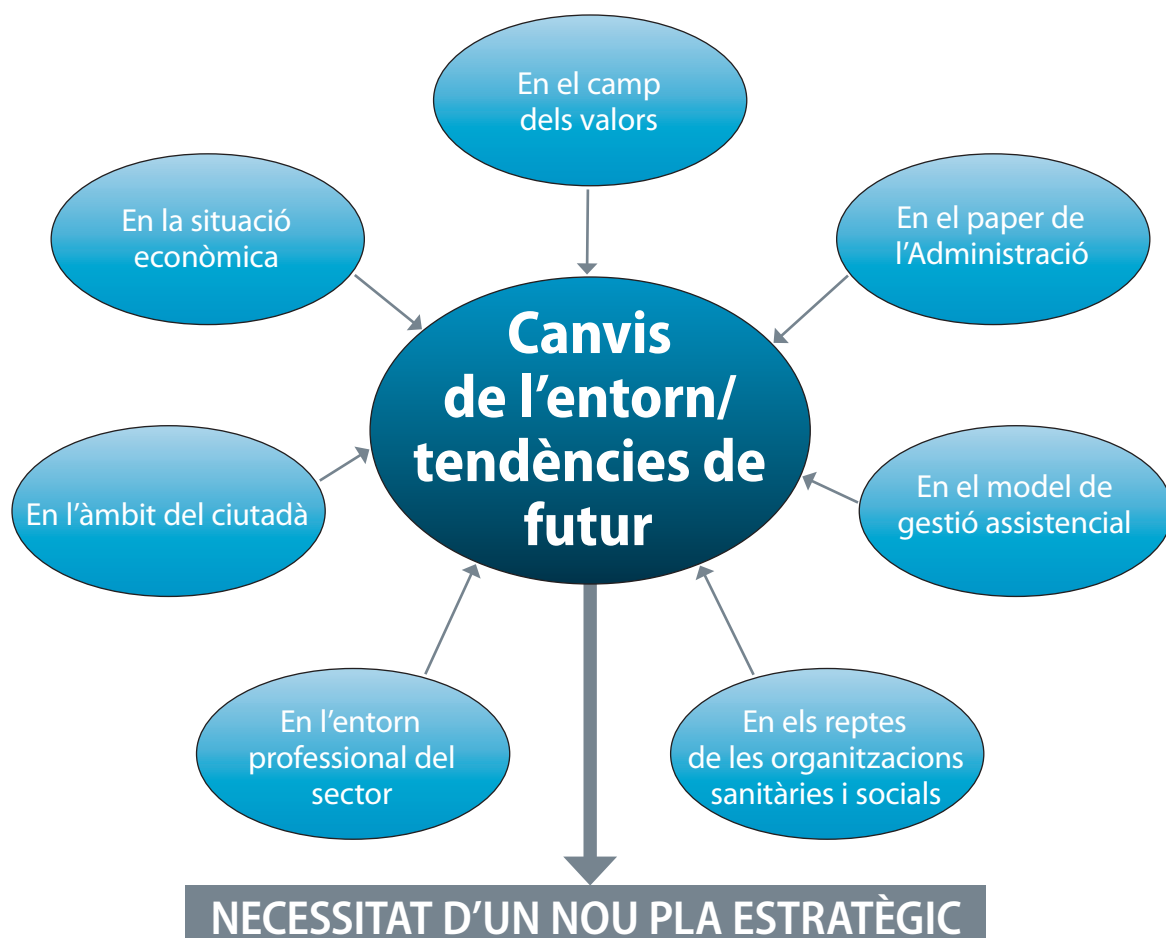 En el camp
dels valors
En la situació
econòmica
En el paper de
l’Administració
Canvis
de l’entorn/
tendències de
futur
En l’àmbit del ciutadà
En el model de
gestió assistencial
En l’entorn
professional del
sector
En els reptes
de les organitzacions
sanitàries i socials
NECESSITAT D’UN NOU PLA ESTRATÈGIC